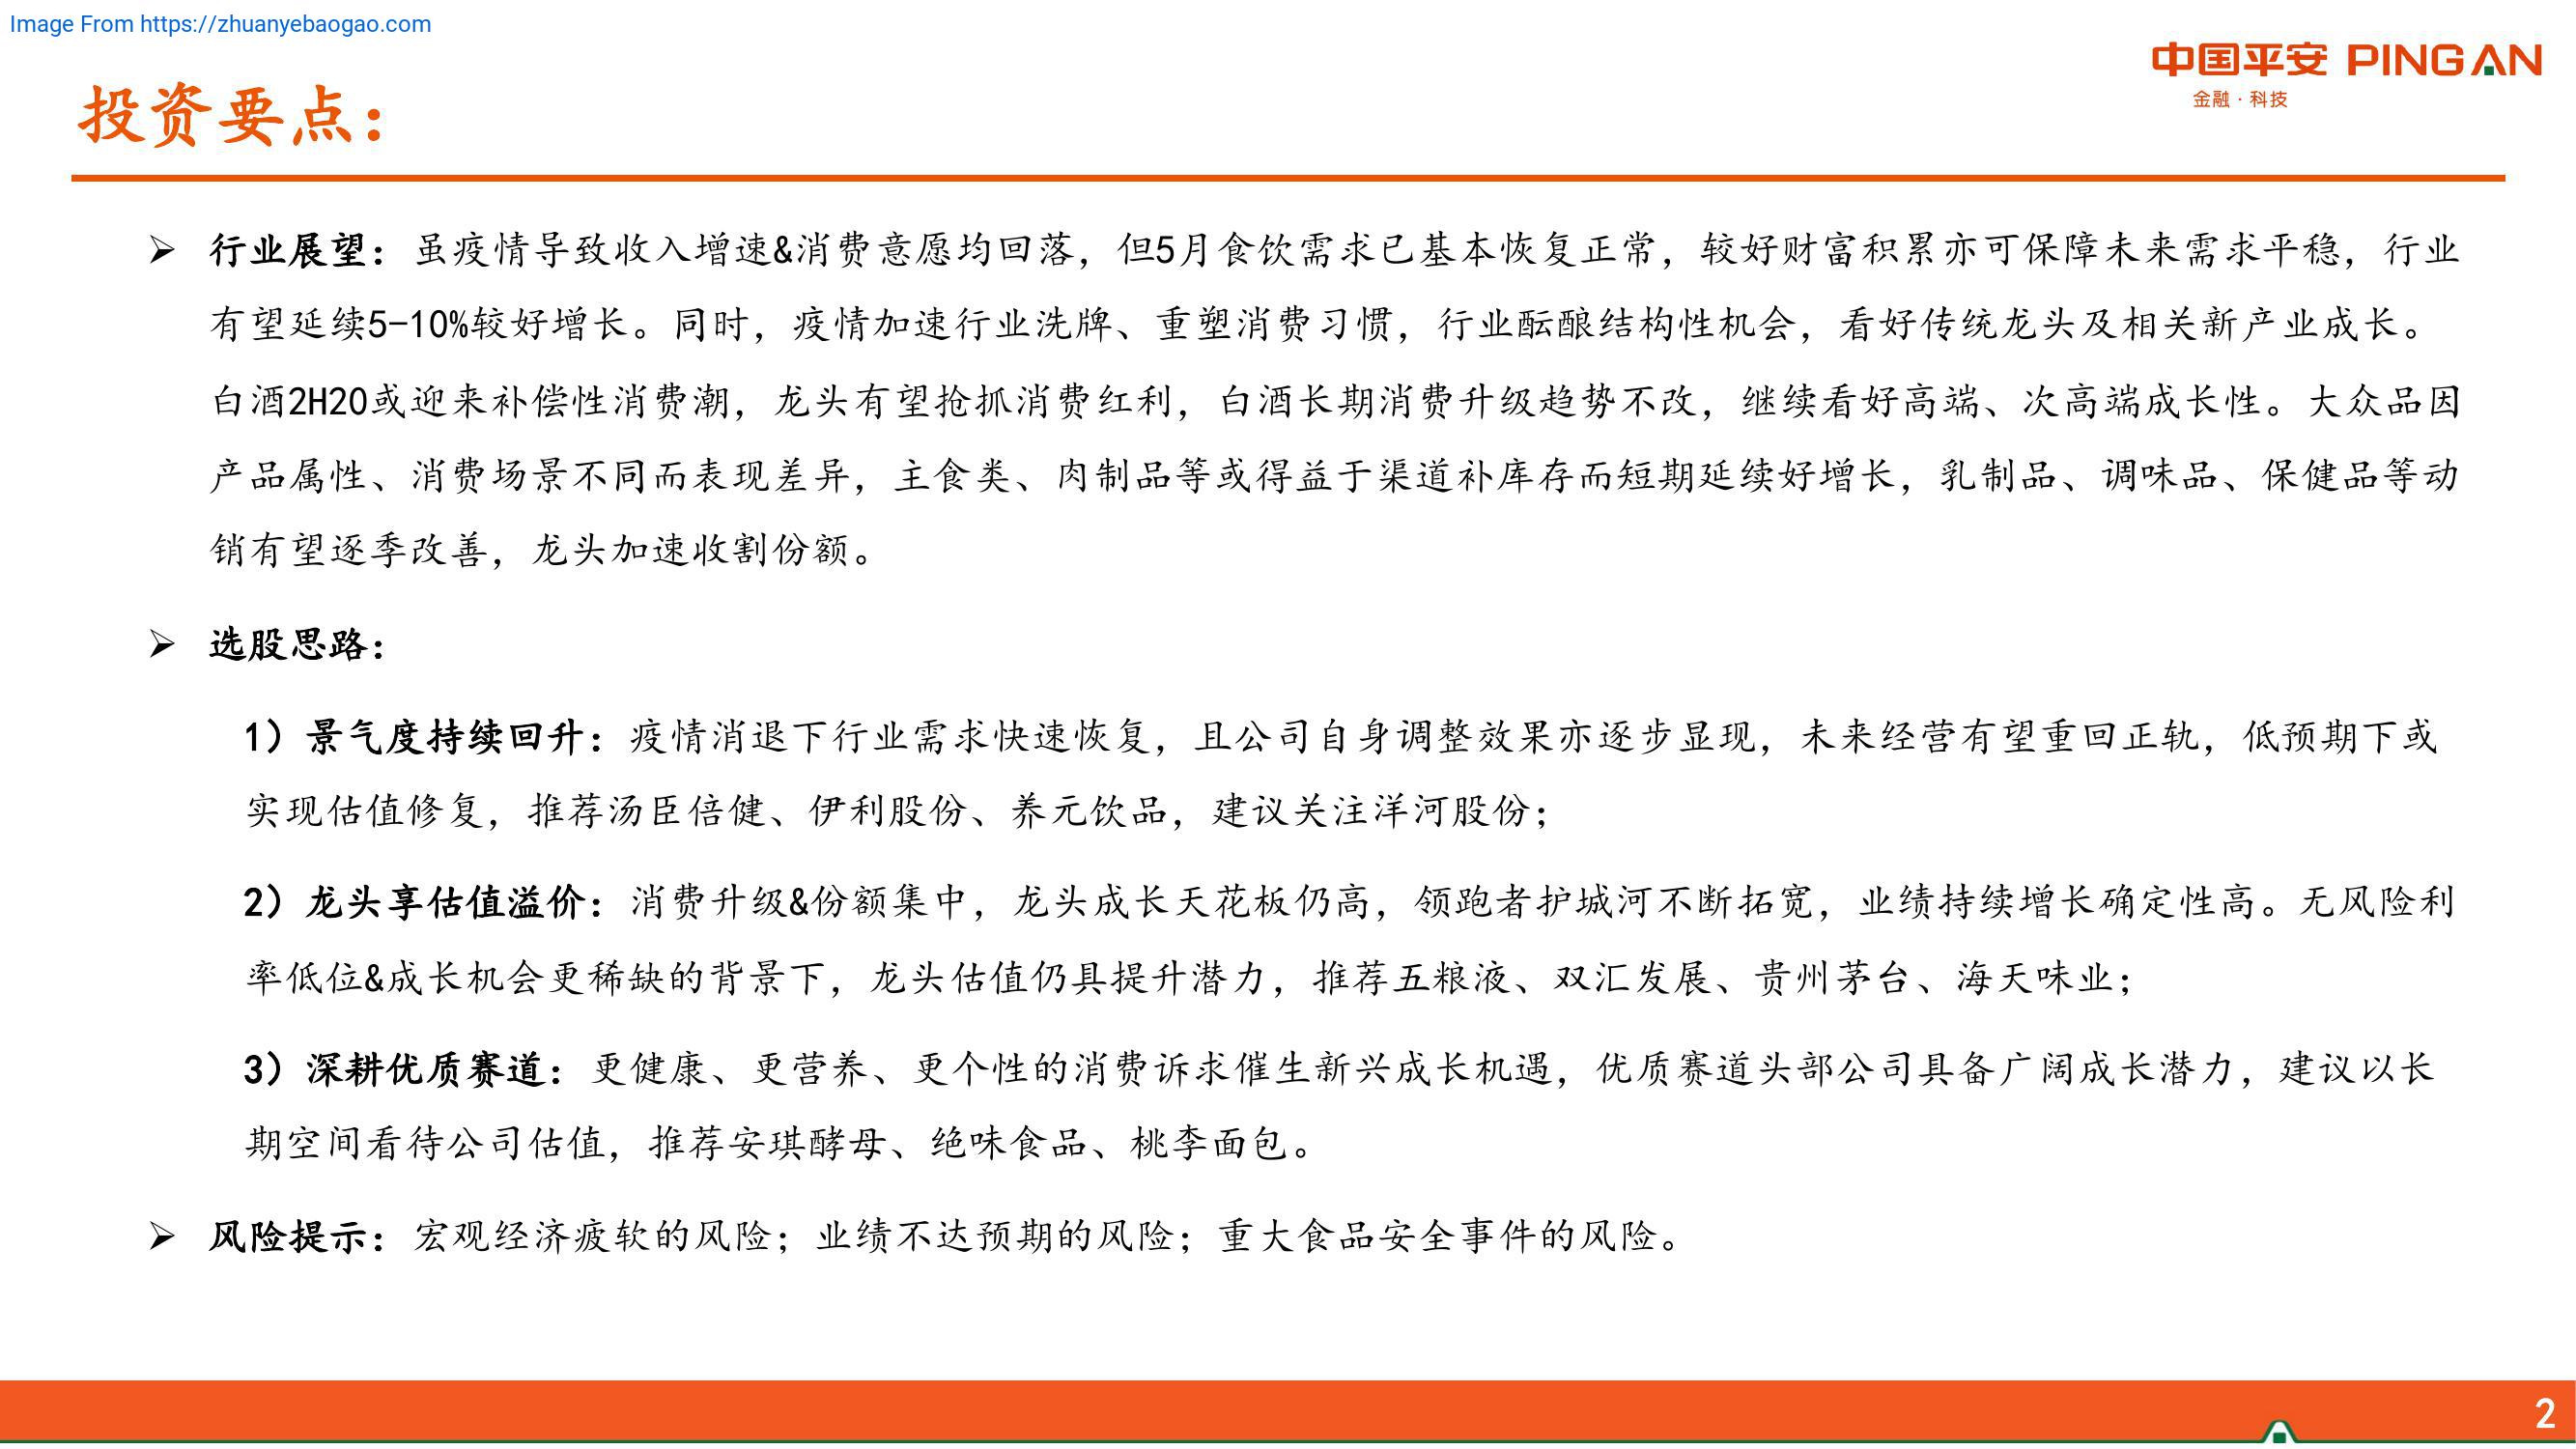 Image From https://zhuanyebaogao.com
中国平安 PINGAN
金融·科技
投资要点：
➢ 行业展望：虽疫情导致收入增速&消费意愿均回落，但5月食饮需求已基本恢复正常，较好财富积累亦可保障未来需求平稳，行业
有望延续5-10%较好增长。同时，疫情加速行业洗牌、重塑消费习惯，行业酝酿结构性机会，看好传统龙头及相关新产业成长。
白酒2H20或迎来补偿性消费潮，龙头有望抢抓消费红利，白酒长期消费升级趋势不改，继续看好高端、次高端成长性。大众品因
产品属性、消费场景不同而表现差异，主食类、肉制品等或得益于渠道补库存而短期延续好增长，乳制品、调味品、保健品等动
销有望逐季改善，龙头加速收割份额。
➢ 选股思路：
1）景气度持续回升：疫情消退下行业需求快速恢复，且公司自身调整效果亦逐步显现，未来经营有望重回正轨，低预期下或
实现估值修复，推荐汤臣倍健、伊利股份、养元饮品，建议关注洋河股份；
2）龙头享估值溢价：消费升级&份额集中，龙头成长天花板仍高，领跑者护城河不断拓宽，业绩持续增长确定性高。无风险利
率低位&成长机会更稀缺的背景下，龙头估值仍具提升潜力，推荐五粮液、双汇发展、贵州茅台、海天味业；
3）深耕优质赛道：更健康、更营养、更个性的消费诉求催生新兴成长机遇，优质赛道头部公司具备广阔成长潜力，建议以长
期空间看待公司估值，推荐安琪酵母、绝味食品、桃李面包。
➢ 风险提示：宏观经济疲软的风险；业绩不达预期的风险；重大食品安全事件的风险。
2